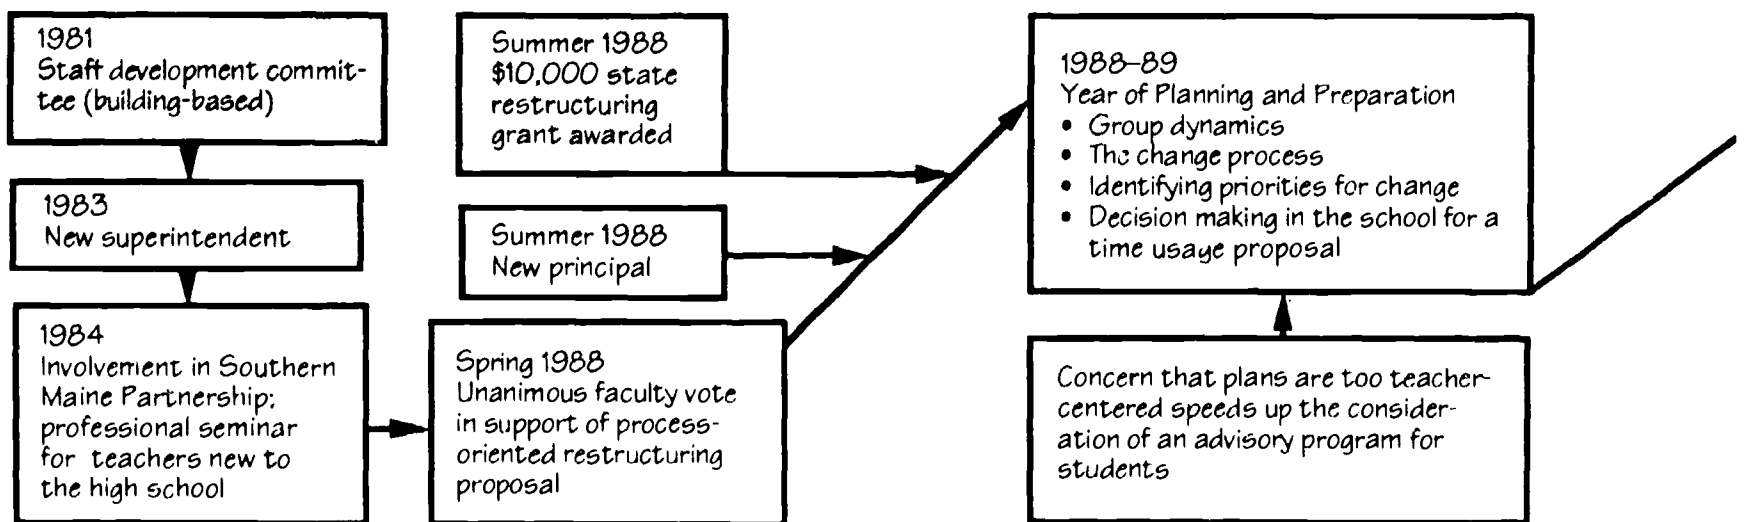 1981
Staff development commit-
tee (building-based)
1983
New superintendent
1984
Involvement in Southern
Maine Partnership;
professional seminar
for teachers new to
the high school
Summer 1988
$10,000 state
restructuring
grant awarded
Summer 1988
New principal
Spring 1988
Unanimous faculty vote
in support of process-
oriented restructuring
proposal
1988–89
Year of Planning and Preparation
• Group dynamics
• The change process
• Identifying priorities for change
• Decision making in the school for a
time usage proposal
Concern that plans are too teacher-
centered speeds up the consider-
ation of an advisory program for
students